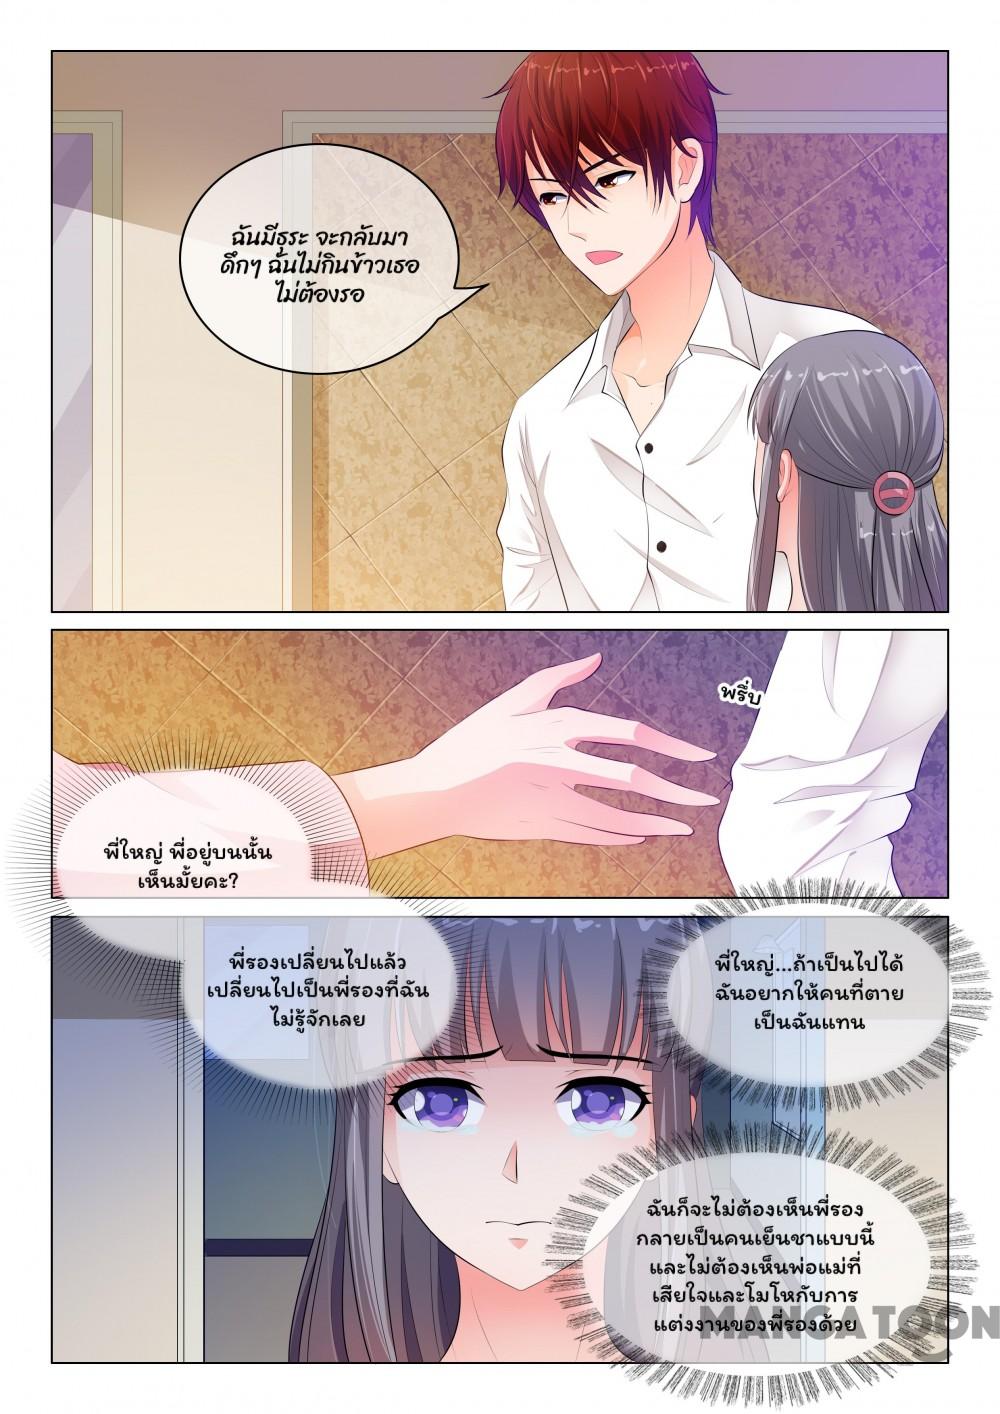 ฉันมีธุระ จะกลับมา
ดึกๆ ฉันไม่กินข้าวเธอ
ไม่ต้องรอ
พรึ่บ
พี่ใหญ่ พี่อยู่บนนั้น
เห็นมั้ยคะ?
พี่รองเปลี่ยนไปแล้ว
เปลี่ยนไปเป็นพี่รองที่ฉัน
ไม่รู้จักเลย
พี่ใหญ่...ถ้าเป็นไปได้
ฉันอยากให้คนที่ตาย
เป็นฉันแทน
ฉันก็จะไม่ต้องเห็นพี่รอง
กลายเป็นคนเย็นชาแบบนี้
และไม่ต้องเห็นพ่อแม่ที่
เสียใจและโมโหกับการ
แต่งงานของพี่รองด้วย
MANGA TOON